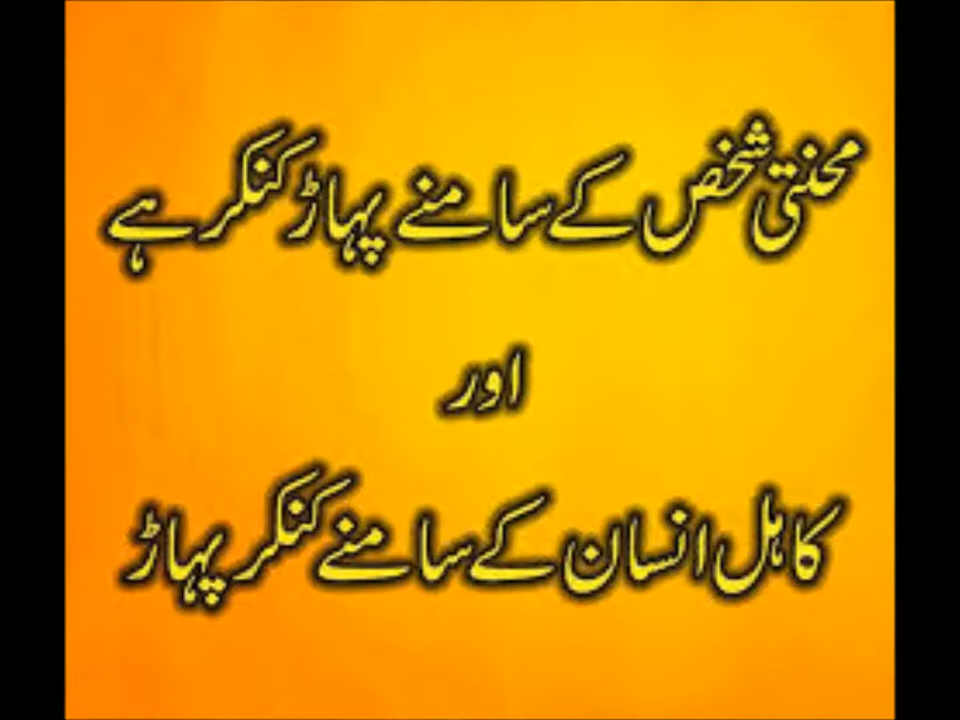 محنتی شخص کے سامنے پہاڑ کنکر ہے
اور
کاہل انسان کے سامنے کنکر پہاڑ